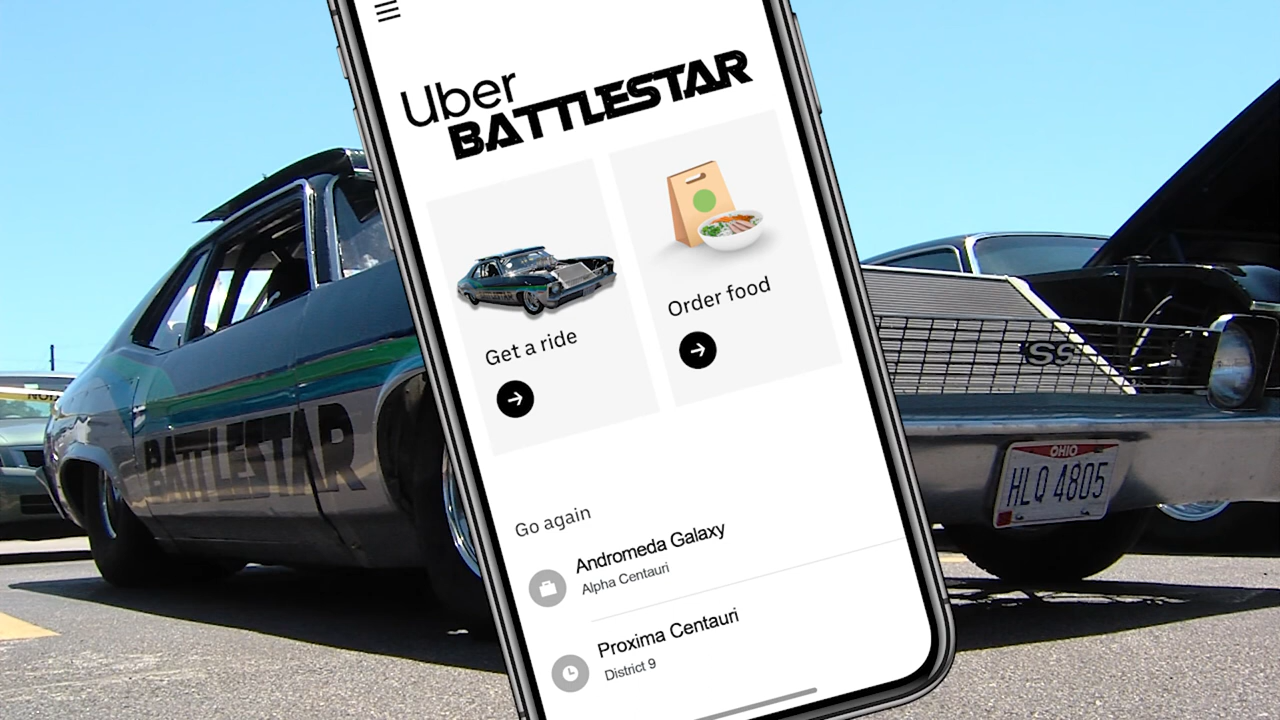 Uber
BATTLESTAR
Get a ride
Order food
Go again
Andromeda Galaxy
Alpha Centauri
Proxima Centauri
District 9
BATTLESTAR
SS
OHIO
HLQ 4805